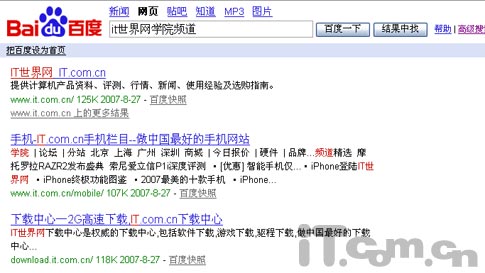 新闻 网页 贴吧 知道 MP3 图片
Bai du 百度 it世界网学院频道 百度一下 结果中找 帮助 | 高级搜
把百度设为首页
IT世界网_IT.com.cn
提供计算机产品资料、评测、行情、新闻、使用经验及选购指南。
www.it.com.cn/ 125K 2007-8-27 - 百度快照
www.it.com.cn 上的更多结果
手机-IT.com.cn手机栏目--做中国最好的手机网站
学院 | 论坛 | 分站 北京 上海 广州 深圳 商城 | 今日报价 | 硬件 | 品牌...频道精选 摩
托罗拉RAZR2发布盛典 索尼爱立信P1i深度评测 • [优惠] 智能手机仅... • iPhone登陆IT世
界网 • iPhone终极功能图鉴 • 2007最美的十款手机 • iPhone...
www.it.com.cn/mobile/ 107K 2007-8-27 - 百度快照
下载中心—2G高速下载,IT.com.cn下载中心
IT世界网下载中心是权威的下载中心,包括软件下载,游戏下载,驱程下载,做中国最好的下载
中心...
download.it.com.cn/ 118K 2007-8-27 - 百度快照
iT.com.cn